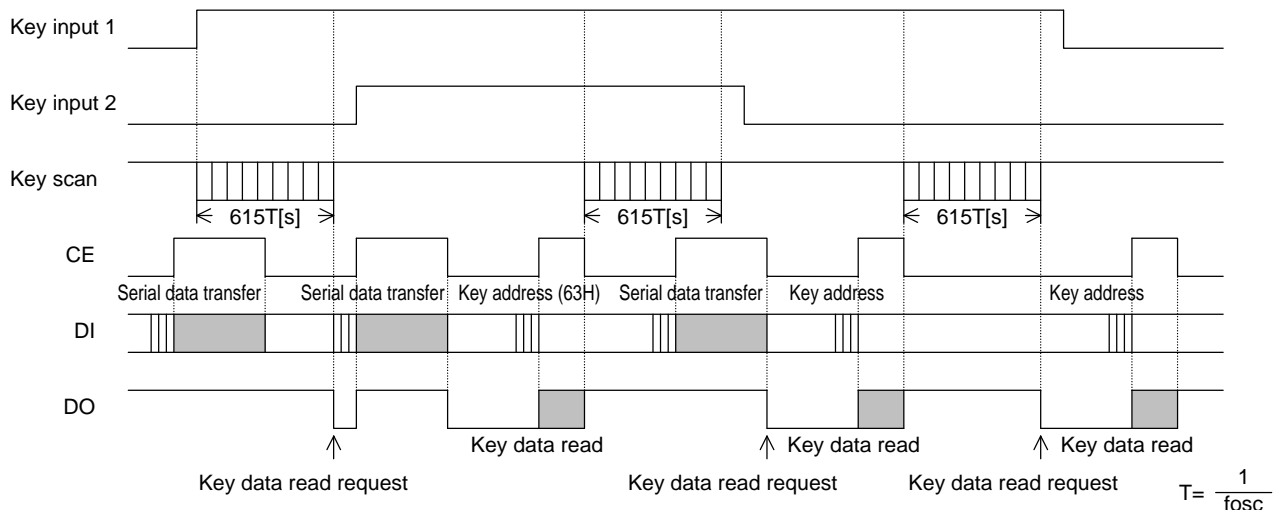 Key input 1
Key input 2
Key scan
615T[s] 615T[s] 615T[s]
CE
Serial data transfer Serial data transfer Key address (63H) Serial data transfer Key address Key address
DI
DO
Key data read Key data read Key data read
Key data read request Key data read request Key data read request
T= 1
fosc